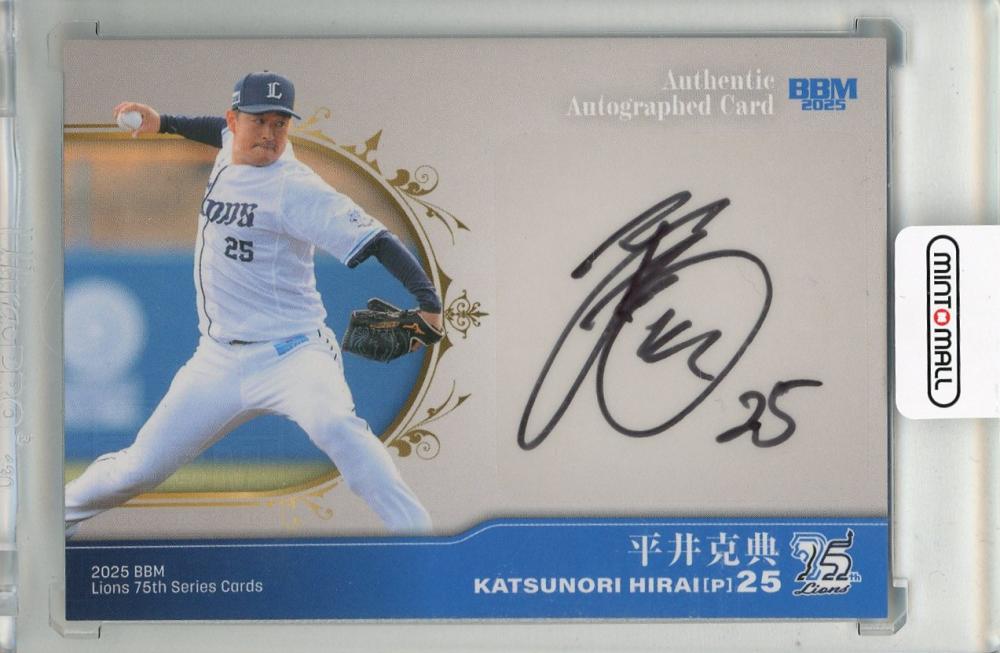 Authentic
Autographed Card
BBM
2025
L
Lions
25
25
平井克典
KATSUNORI HIRAI[P]25
75th
Lions
2025 BBM
Lions 75th Series Cards
MINTOMALL